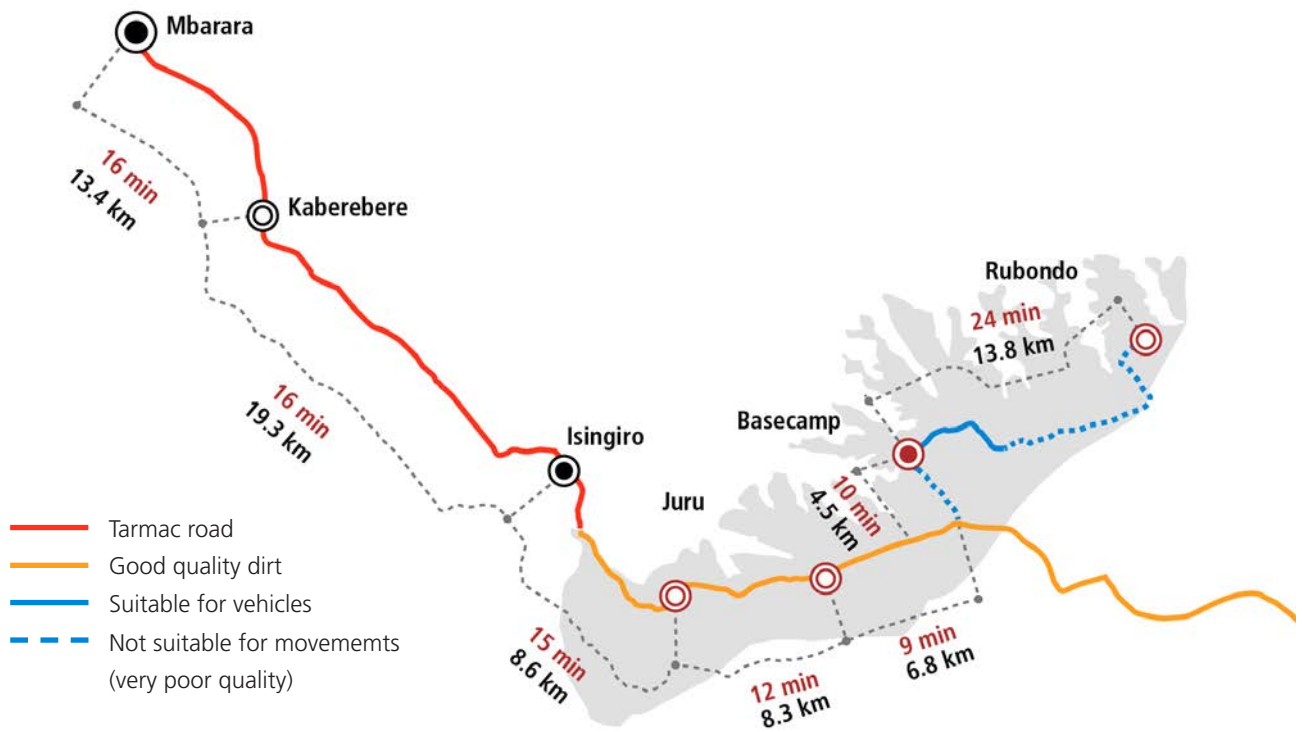 Mbarara
16 min
13.4 km
Kaberebere
Rubondo
24 min
13.8 km
16 min
19.3 km
Isingiro
Basecamp
Juru
10 min
4.5 km
Tarmac road
Good quality dirt
Suitable for vehicles
Not suitable for movememts
(very poor quality)
15 min
8.6 km
12 min
8.3 km
9 min
6.8 km